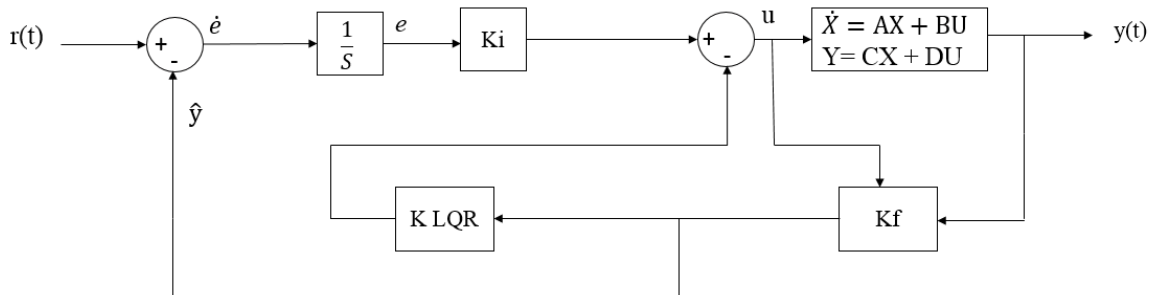 r(t)
+
-
ė
1
S
e
Ki
+
-
u
Ẋ = AX + BU
Y= CX + DU
y(t)
ŷ
K LQR
Kf